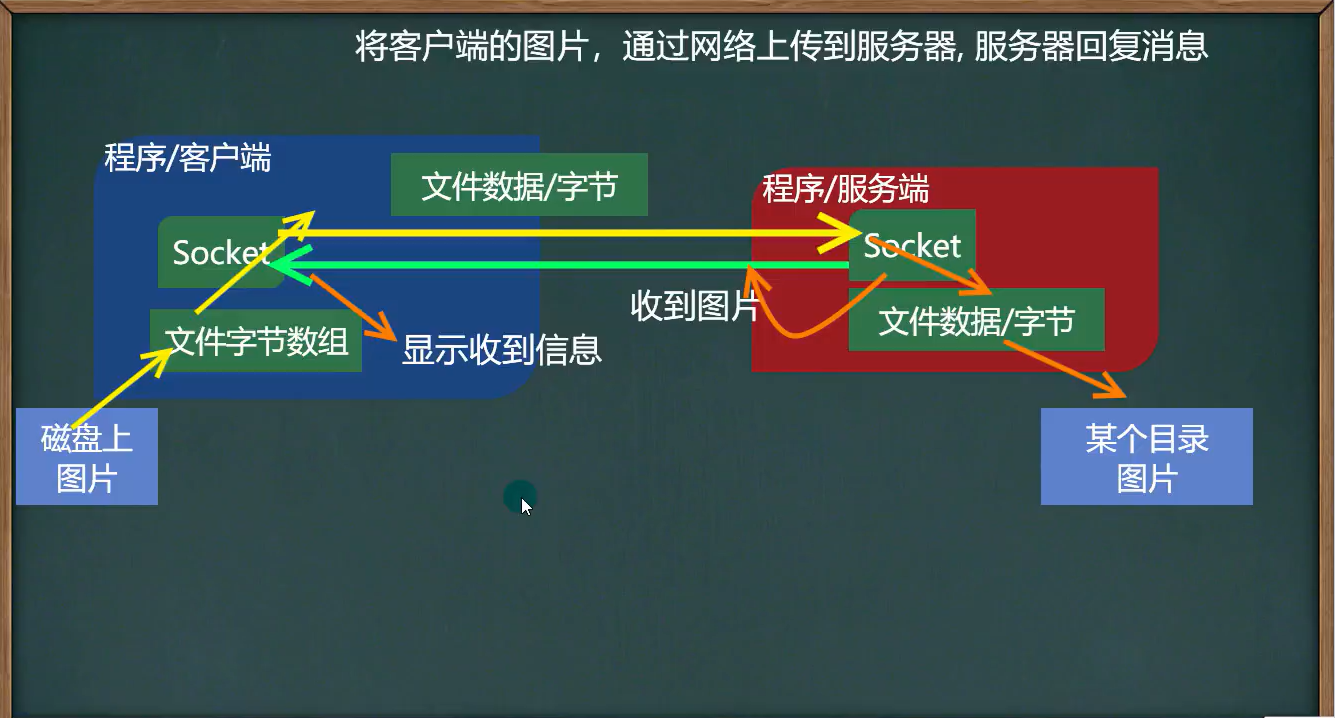 将客户端的图片，通过网络上传到服务器, 服务器回复消息
程序/客户端
文件数据/字节
程序/服务端
Socket
Socket
收到图片
文件数据/字节
文件字节数组
显示收到信息
磁盘上
图片
某个目录
图片